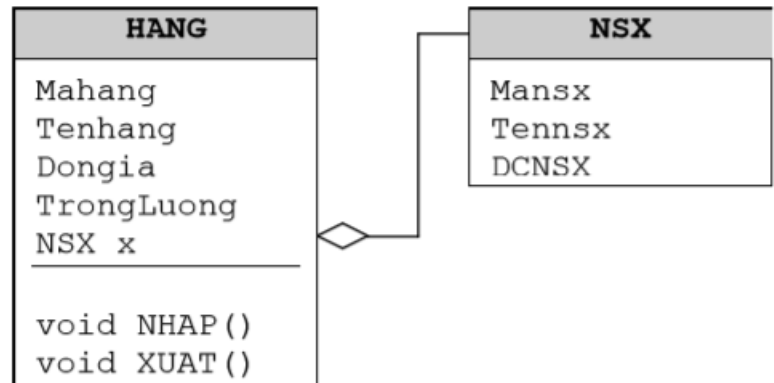 HANG
Mahang
Tenhang
Dongia
TrongLuong
NSX x
void NHAP()
void XUAT()
NSX
Mansx
Tennsx
DCNSX